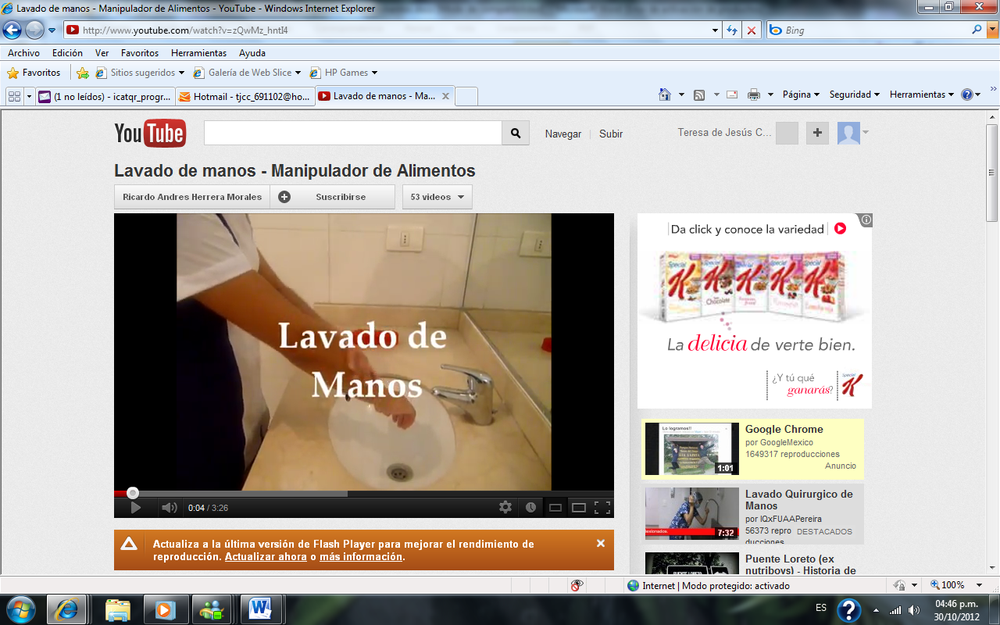 Lavado de manos - Manipulador de Alimentos - YouTube - Windows Internet Explorer
http://www.youtube.com/watch?v=zQwMz_hntI4
Bing
Archivo Edición Ver Favoritos Herramientas Ayuda
Favoritos Sitios sugeridos Galería de Web Slice HP Games
(1 no leídos) - icatqr_progr... Hotmail - tjcc_691102@ho... Lavado de manos - Ma... Página Seguridad Herramientas
YouTube Navegar Subir Teresa de Jesús C...
Lavado de manos - Manipulador de Alimentos
Ricardo Andres Herrera Morales Suscribirse 53 videos
Lavado de
Manos
0:04 / 3:26
Actualiza a la última versión de Flash Player para mejorar el rendimiento de
reproducción. Actualizar ahora o más información.
Da click y conoce la variedad
Special K
Chocolate
La delicia de verte bien.
¿Y tú qué
ganarás?
Special K
Lo logramos!!
1:01
Google Chrome
por GoogleMexico
1649317 reproducciones
Anuncio
7:32
Lavado Quirurgico de
Manos
por IQxFUAAPereira
56373 repro DESTACADOS
ducciones
PUENTE LORETO
Puente Loreto (ex
nutriboys) - Historia de
Internet | Modo protegido: activado 100%
ES 04:46 p.m.
30/10/2012